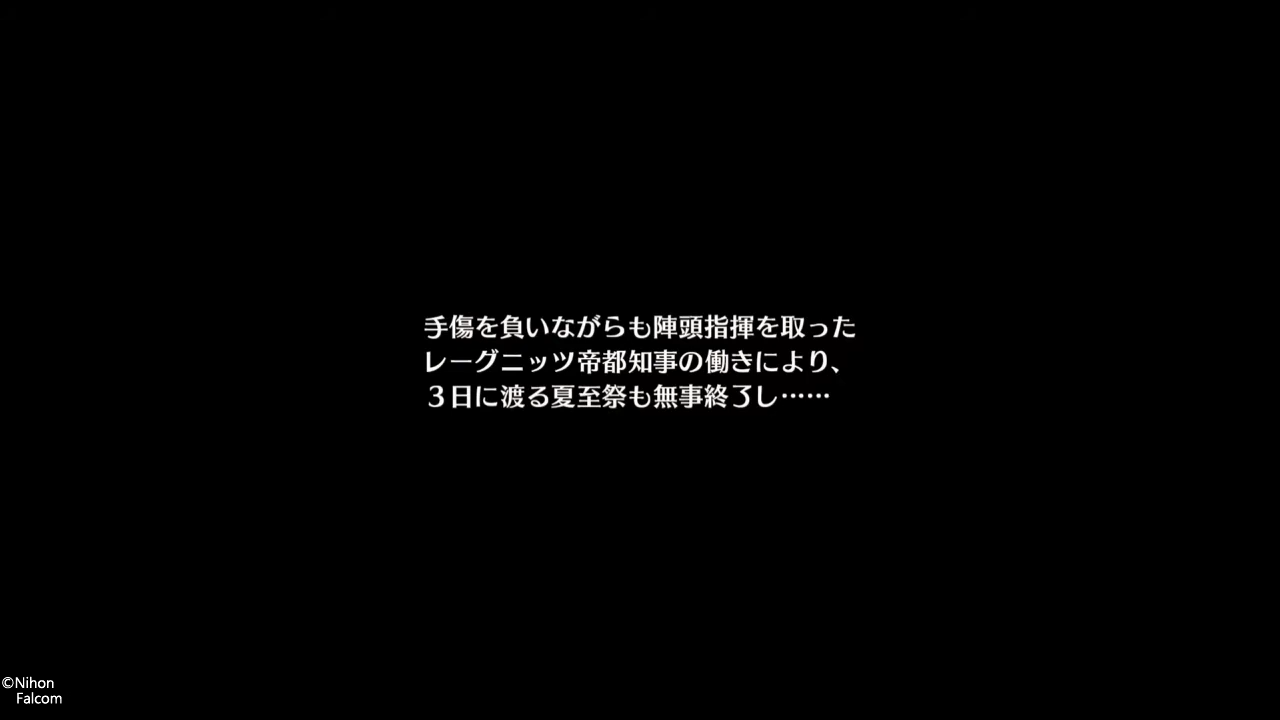 手傷を負いながらも陣頭指揮を取った
レーグニッツ帝都知事の働きにより、
３日に渡る夏至祭も無事終了し……
©Nihon
Falcom